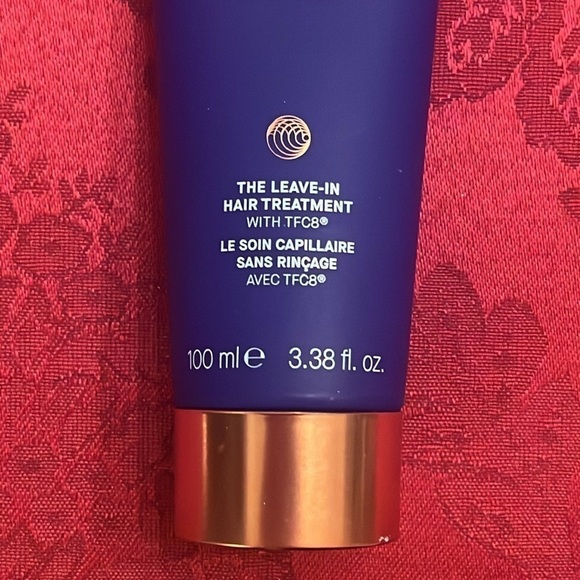 THE LEAVE-IN
HAIR TREATMENT
WITH TFC8®
LE SOIN CAPILLAIRE
SANS RINÇAGE
AVEC TFC8®
100 ml ℮ 3.38 fl. oz.